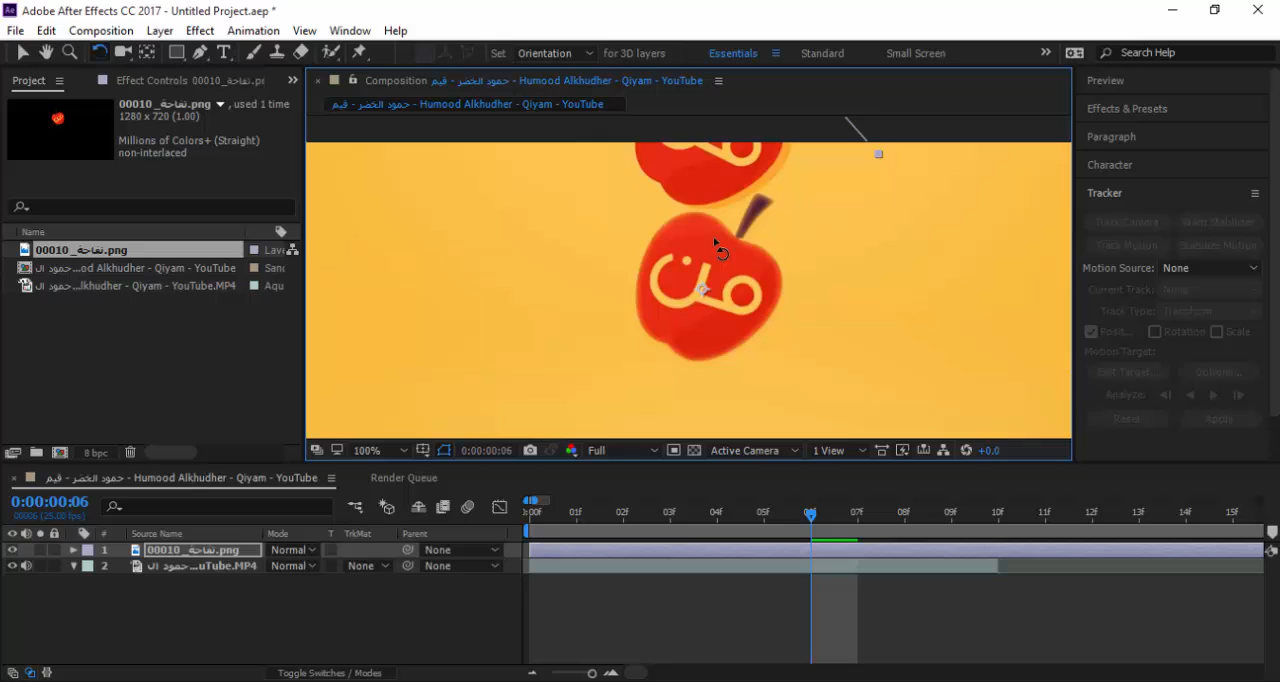 Adobe After Effects CC 2017 - Untitled Project.aep *
File Edit Composition Layer Effect Animation View Window Help
Set Orientation for 3D layers Essentials Standard Small Screen Search Help
Project Effect Controls 00010_تفاحة.pr
Composition حمود الخضر - قيم - Humood Alkhudher - Qiyam - YouTube
حمود الخضر - قيم - Humood Alkhudher - Qiyam - YouTube
00010_تفاحة.png , used 1 time
1280 x 720 (1.00)
Millions of Colors+ (Straight)
non-interlaced
Name
00010_تفاحة.png Lave
حمود ال...ood Alkhudher - Qiyam - YouTube San
حمود ال...lkhudher - Qiyam - YouTube.MP4 Aqu
8 bpc
ق
ق
Preview
Effects & Presets
Paragraph
Character
Tracker
Track Camera Warp Stabilizer
Track Motion Stabilize Motion
Motion Source: None
Current Track: None
Track Type: Transform
Posit... Rotation Scale
Motion Target:
Edit Target... Options...
Analyze:
Reset Apply
100% 0:00:00:06 Full Active Camera 1 View +0.0
حمود الخضر - قيم - Humood Alkhudher - Qiyam - YouTube Render Queue
0:00:00:06
00006 (25.00 fps)
# Source Name Mode T TrkMat Parent
1 00010_تفاحة.png Normal None
2 حمود ال...uTube.MP4 Normal None None
00F 01F 02F 03F 04F 05F 06F 07F 08F 09F 10F 11F 12F 13F 14F 15F
Toggle Switches / Modes